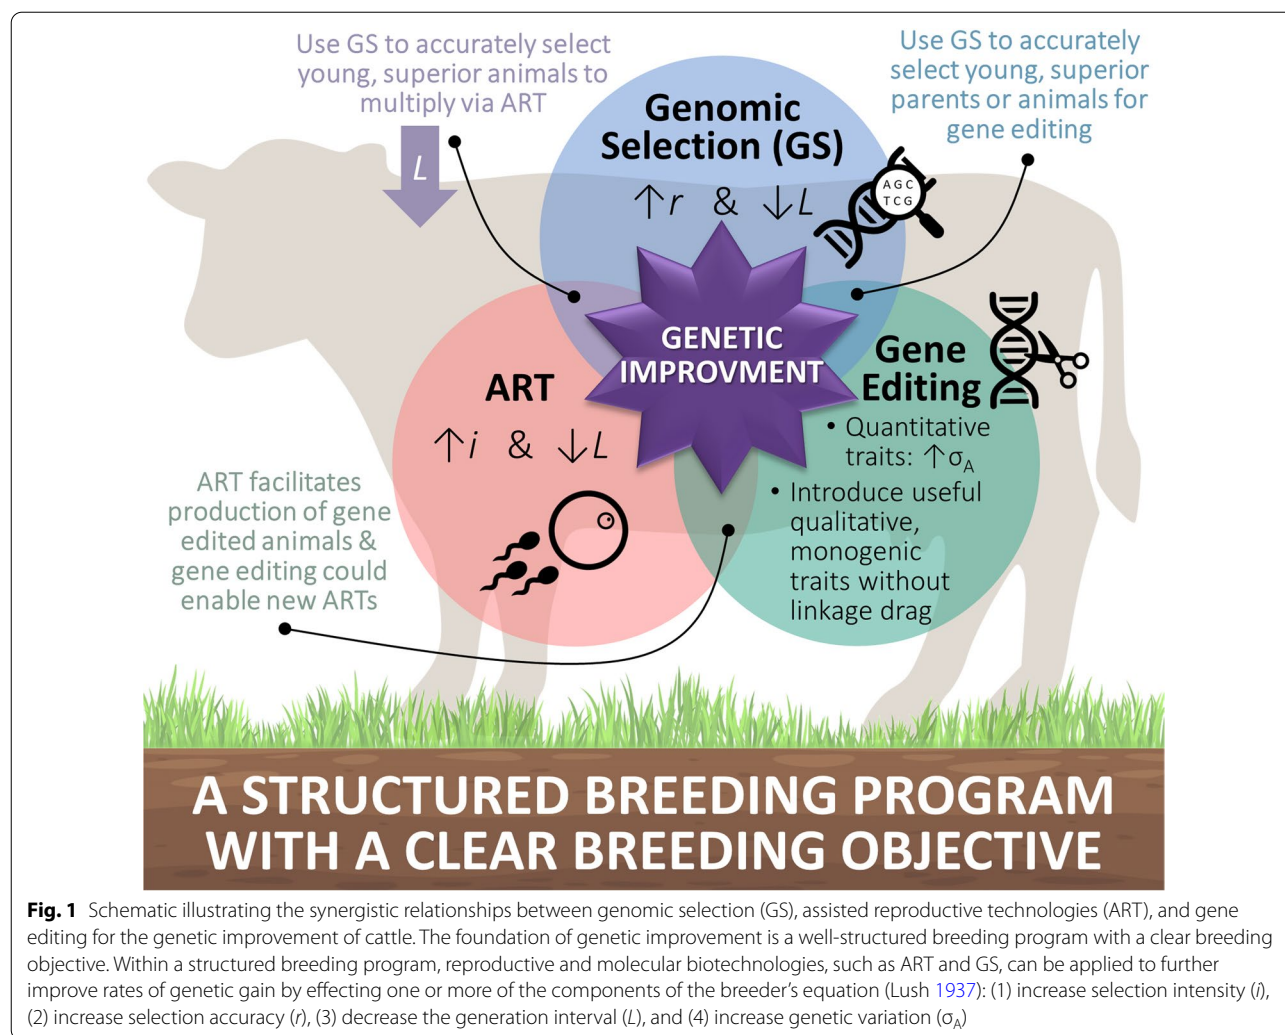 Use GS to accurately select
young, superior animals to
multiply via ART
L
Use GS to accurately
select young, superior
parents or animals for
gene editing
Genomic
Selection (GS)
↑r & ↓L
AGC
TCG
GENETIC
IMPROVMENT
ART
↑i & ↓L
Gene
Editing
• Quantitative
traits: ↑σA
• Introduce useful
qualitative,
monogenic
traits without
linkage drag
ART facilitates
production of gene
edited animals &
gene editing could
enable new ARTs
A STRUCTURED BREEDING PROGRAM
WITH A CLEAR BREEDING OBJECTIVE
Fig. 1 Schematic illustrating the synergistic relationships between genomic selection (GS), assisted reproductive technologies (ART), and gene
editing for the genetic improvement of cattle. The foundation of genetic improvement is a well-structured breeding program with a clear breeding
objective. Within a structured breeding program, reproductive and molecular biotechnologies, such as ART and GS, can be applied to further
improve rates of genetic gain by effecting one or more of the components of the breeder's equation (Lush 1937): (1) increase selection intensity (i),
(2) increase selection accuracy (r), (3) decrease the generation interval (L), and (4) increase genetic variation (σA)